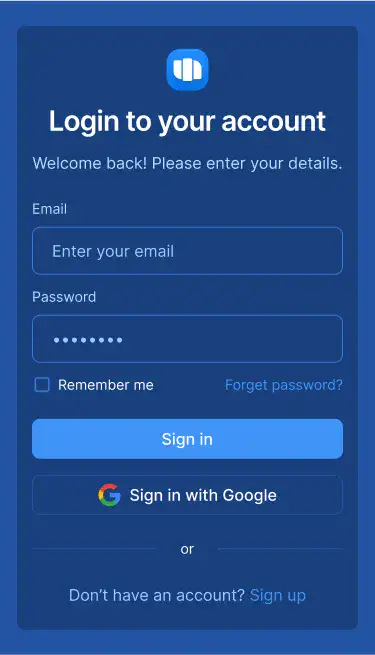 Login to your account
Welcome back! Please enter your details.
Email
Enter your email
Password
••••••••
Remember me Forget password?
Sign in
Sign in with Google
or
Don’t have an account? Sign up